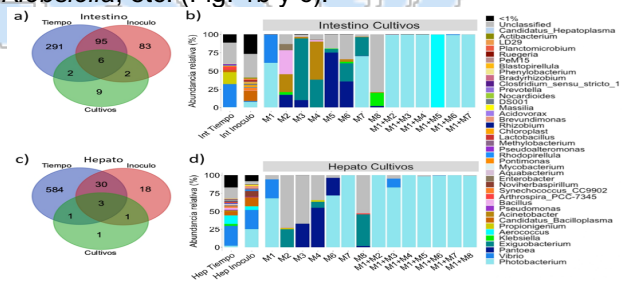 a) Intestino
Tiempo Inoculo
291 95 83
6
2 2
9
Cultivos
b) Intestino Cultivos
Abundancia relativa (%)
100
75
50
25
0
Int Tiempo
Int Inoculo
M1
M2
M3
M4
M5
M6
M7
M8
M1+M2
M1+M3
M1+M4
M1+M5
M1+M6
M1+M7
c) Hepato
Tiempo Inoculo
584 30 18
3
1 1
1
Cultivos
d) Hepato Cultivos
Abundancia relativa (%)
100
75
50
25
0
Hep Tiempo
Hep Inoculo
M1
M2
M3
M4
M5
M6
M7
M8
M1+M2
M1+M3
M1+M4
M1+M5
M1+M6
M1+M7
M1+M8
<1%
Unclassified
Candidatus_Hepatoplasma
Actibacterium
LD29
Planctomicrobium
Ruegeria
PeM15
Blastopirellula
Phenylobacterium
Bradyrhizobium
Clostridium_sensu_stricto_1
Prevotella
Nocardioides
DS001
Massilia
Acidovorax
Brevundimonas
Rhizobium
Chloroplast
Lactobacillus
Methylobacterium
Pseudoalteromonas
Rhodopirellula
Pontimonas
Mycobacterium
Aquabacterium
Enterobacter
Noviherbaspirillum
Synechococcus_CC9902
Arthrospira_PCC-7345
Bacillus
Pseudomonas
Acinetobacter
Candidatus_Bacilloplasma
Propionigenium
Aerococcus
Klebsiella
Exiguobacterium
Pantoea
Vibrio
Photobacterium